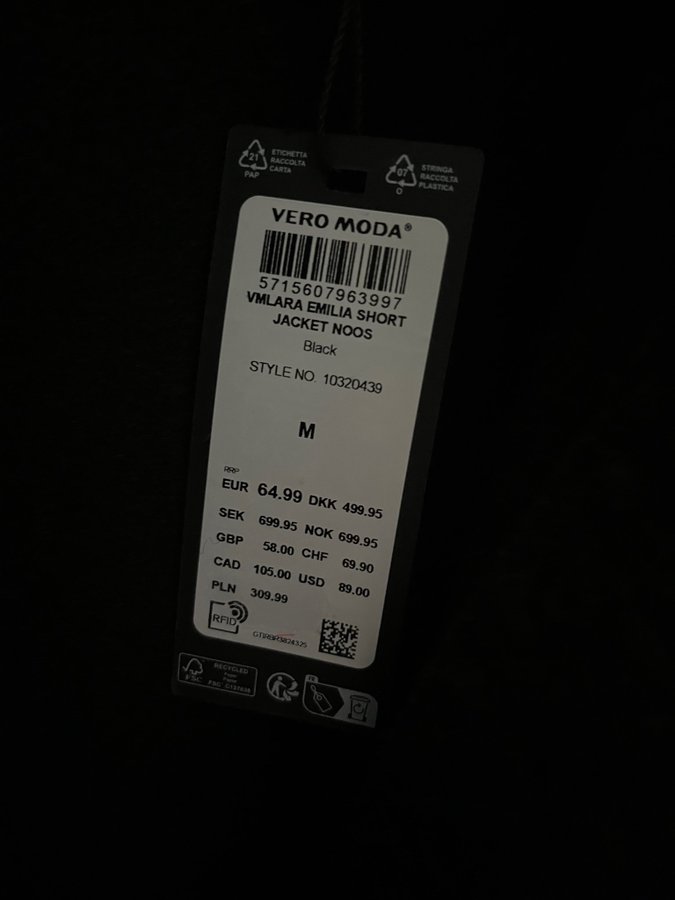 21
PAP
ETICHETTA
RACCOLTA
CARTA
07
O
STRINGA
RACCOLTA
PLASTICA
VERO MODA®
5715607963997
VMLARA EMILIA SHORT
JACKET NOOS
Black
STYLE NO. 10320439
M
RRP
EUR 64.99 DKK 499.95
SEK 699.95 NOK 699.95
GBP 58.00 CHF 69.90
CAD 105.00 USD 89.00
PLN 309.99
RFID
FSC
RECYCLED
Paper
FR